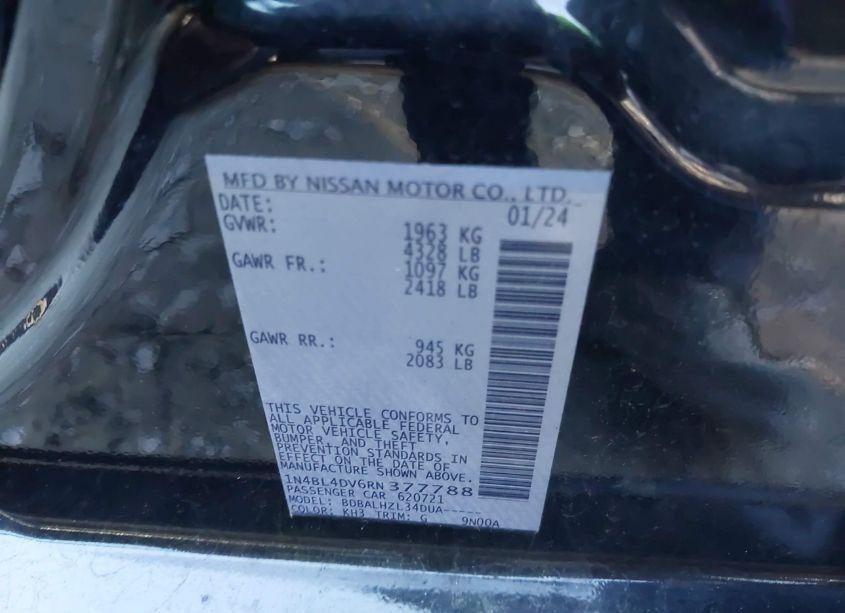 MFD BY NISSAN MOTOR CO., LTD.
DATE: 01/24
GVWR: 1963 KG
4328 LB
GAWR FR.: 1097 KG
2418 LB
GAWR RR.: 945 KG
2083 LB
THIS VEHICLE CONFORMS TO
ALL APPLICABLE FEDERAL
MOTOR VEHICLE SAFETY,
BUMPER, AND THEFT
PREVENTION STANDARDS IN
EFFECT ON THE DATE OF
MANUFACTURE SHOWN ABOVE.
1N4BL4DV6RN377788
PASSENGER CAR 620721
MODEL: BDBALHZL34DUA-----
COLOR: KH3 TRIM: G 9N00A